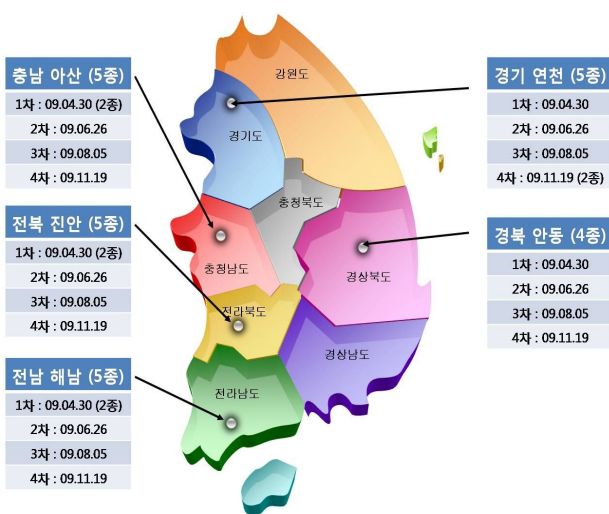 충남 아산 (5종)
1차 : 09.04.30 (2종)
2차 : 09.06.26
3차 : 09.08.05
4차 : 09.11.19
전북 진안 (5종)
1차 : 09.04.30 (2종)
2차 : 09.06.26
3차 : 09.08.05
4차 : 09.11.19
전남 해남 (5종)
1차 : 09.04.30 (2종)
2차 : 09.06.26
3차 : 09.08.05
4차 : 09.11.19
강원도
경기도
충청북도
충청남도
경상북도
전라북도
경상남도
전라남도
경기 연천 (5종)
1차 : 09.04.30
2차 : 09.06.26
3차 : 09.08.05
4차 : 09.11.19 (2종)
경북 안동 (4종)
1차 : 09.04.30
2차 : 09.06.26
3차 : 09.08.05
4차 : 09.11.19